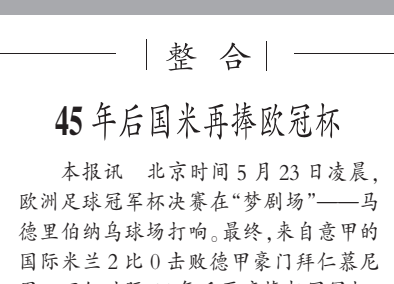 整 合
45年后国米再捧欧冠杯
本报讯 北京时间5月23日凌晨,
欧洲足球冠军杯决赛在“梦剧场”——马
德里伯纳乌球场打响。最终,来自意甲的
国际米兰2比0击败德甲豪门拜仁慕尼